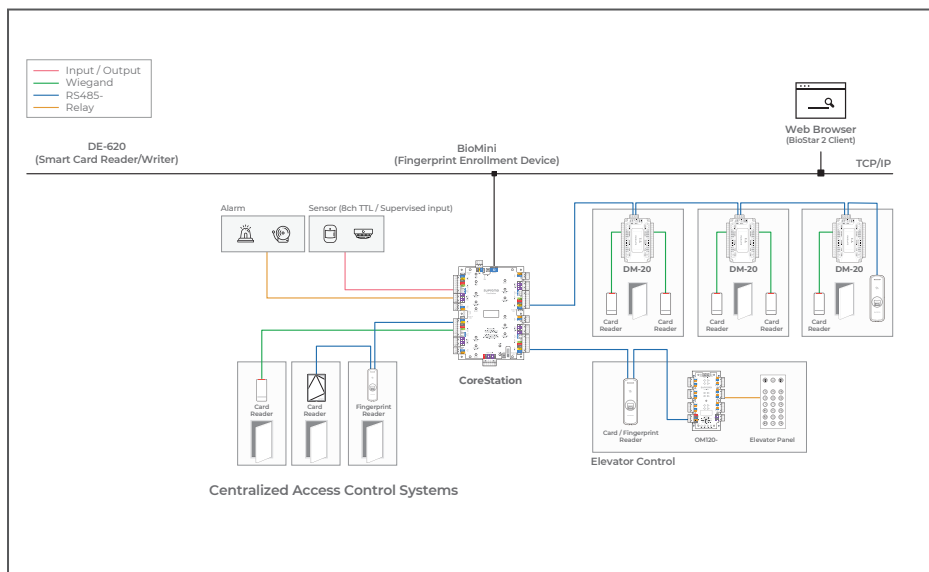 Input / Output
Wiegand
RS485-
Relay
DE-620
(Smart Card Reader/Writer)
BioMini
(Fingerprint Enrollment Device)
Web Browser
(BioStar 2 Client)
TCP/IP
Alarm
Sensor (8ch TTL / Supervised input)
DM-20
DM-20
DM-20
Card
Reader
Card
Reader
Card
Reader
Card
Reader
Card
Reader
CoreStation
Card
Reader
Card
Reader
Fingerprint
Reader
Card / Fingerprint
Reader
OM120-
Elevator Panel
Elevator Control
Centralized Access Control Systems